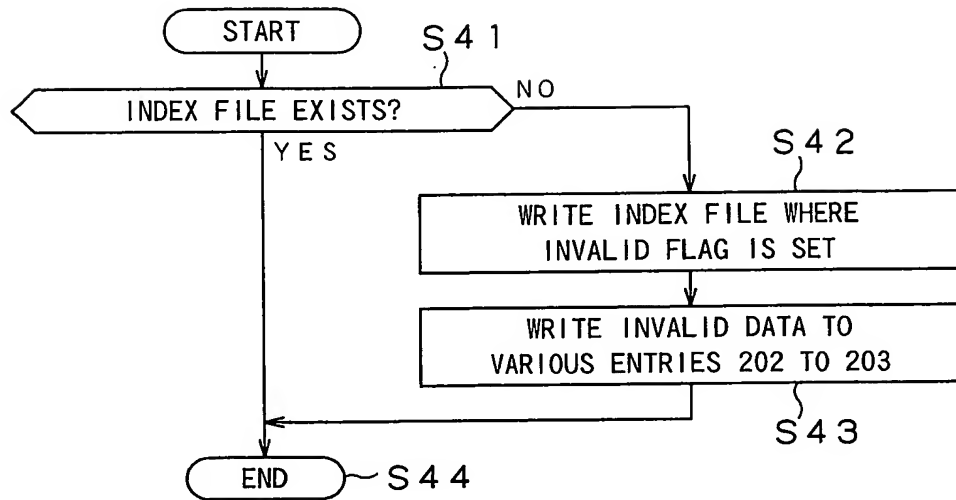 START
S41
INDEX FILE EXISTS?
NO
YES
S42
WRITE INDEX FILE WHERE
INVALID FLAG IS SET
WRITE INVALID DATA TO
VARIOUS ENTRIES 202 TO 203
S43
END
S44